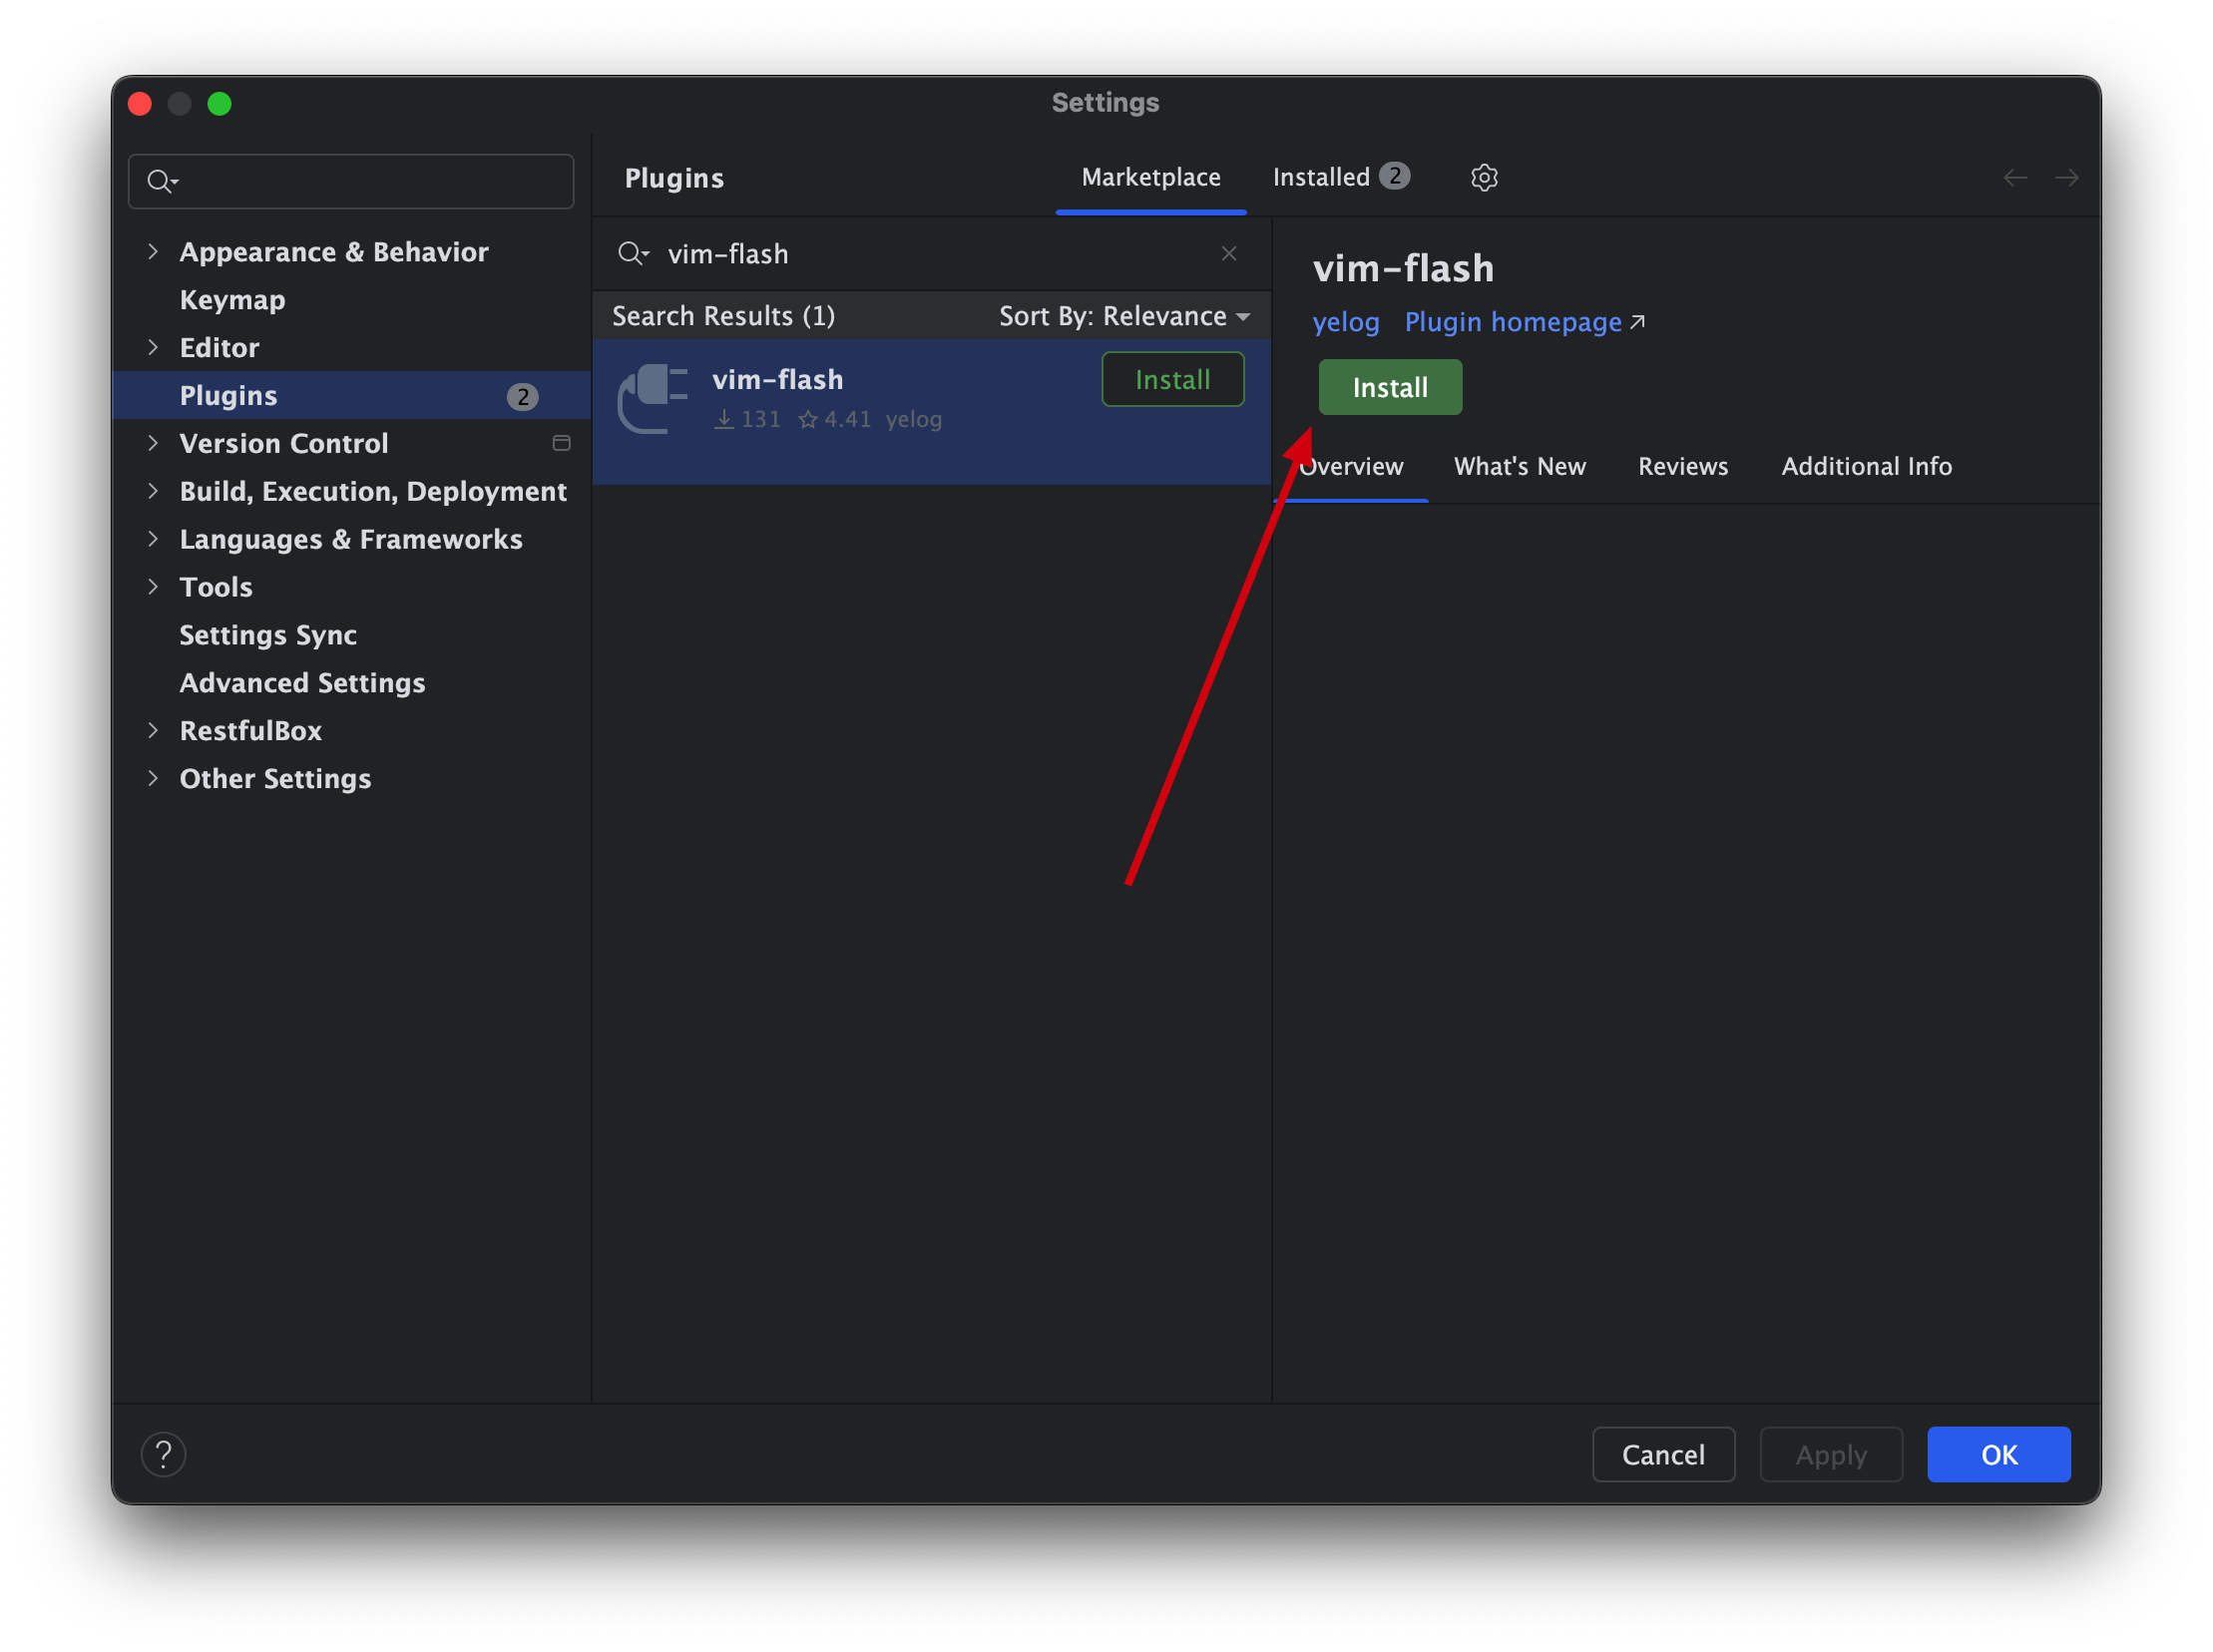 Settings
Appearance & Behavior
Keymap
Editor
Plugins 2
Version Control
Build, Execution, Deployment
Languages & Frameworks
Tools
Settings Sync
Advanced Settings
RestfulBox
Other Settings
Plugins Marketplace Installed 2
vim-flash
Search Results (1) Sort By: Relevance
vim-flash Install
131 4.41 yelog
vim-flash
yelog Plugin homepage
Install
Overview What's New Reviews Additional Info
? Cancel Apply OK